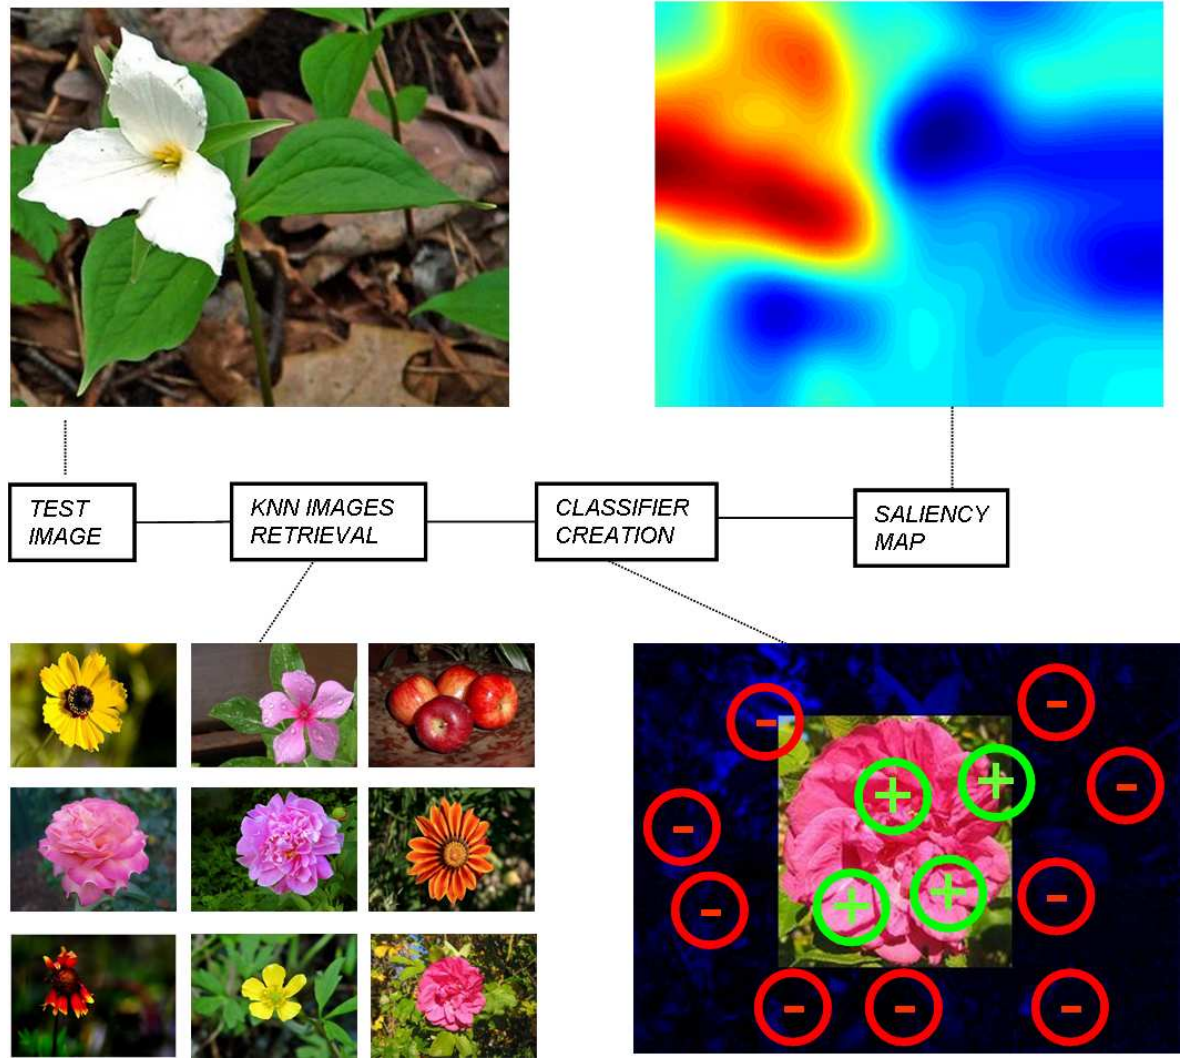 TEST
IMAGE
KNN IMAGES
RETRIEVAL
CLASSIFIER
CREATION
SALIENCY
MAP
+
+
+
+
-
-
-
-
-
-
-
-
-